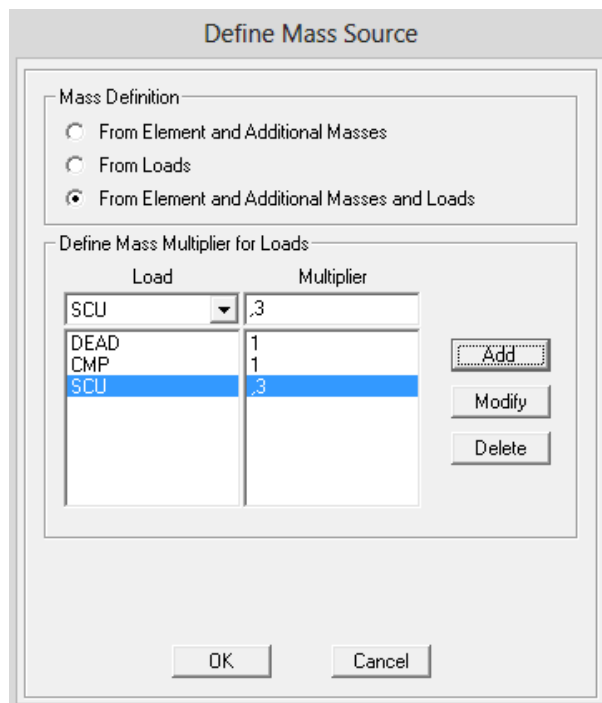 Define Mass Source
Mass Definition
From Element and Additional Masses
From Loads
From Element and Additional Masses and Loads
Define Mass Multiplier for Loads
Load Multiplier
SCU ,3
DEAD 1
CMP 1
SCU ,3
Add
Modify
Delete
OK Cancel